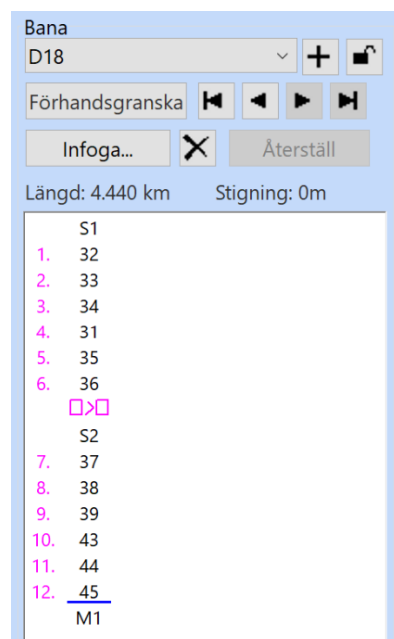 Bana
D18
Förhandsgranska
Infoga... Återställ
Längd: 4.440 km Stigning: 0m
S1
1. 32
2. 33
3. 34
4. 31
5. 35
6. 36
□>□
S2
7. 37
8. 38
9. 39
10. 43
11. 44
12. 45
M1